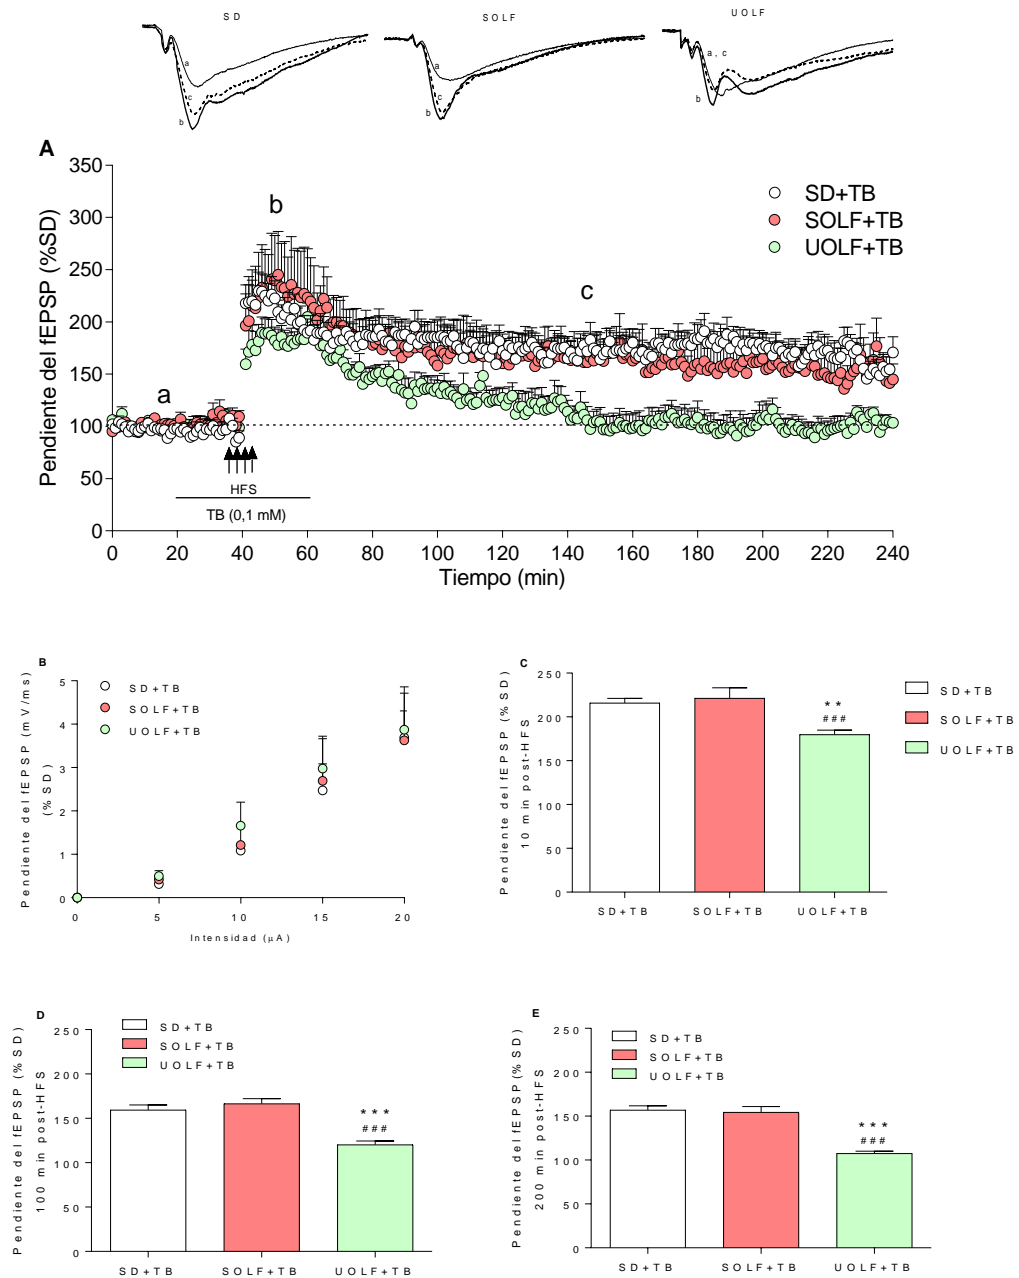 SD
SOLF
UOLF
a
c
b
a
c
b
a, c
b
A
Pendiente del fEPSP (%SD)
350
300
250
200
150
100
50
0
a
b
c
SD+TB
SOLF+TB
UOLF+TB
HFS
TB (0,1 mM)
0 20 40 60 80 100 120 140 160 180 200 220 240
Tiempo (min)
B
Pendiente del fEPSP (mV/ms)
(% SD)
5
4
3
2
1
0
SD+TB
SOLF+TB
UOLF+TB
0 5 10 15 20
Intensidad (µA)
C
Pendiente del fEPSP (% SD)
10 min post-HFS
250
200
150
100
50
0
**
###
SD+TB
SOLF+TB
UOLF+TB
SD+TB SOLF+TB UOLF+TB
D
Pendiente del fEPSP (% SD)
100 min post-HFS
250
200
150
100
50
0
SD+TB
SOLF+TB
UOLF+TB
***
###
SD+TB SOLF+TB UOLF+TB
E
Pendiente del fEPSP(% SD)
200 min post-HFS
250
200
150
100
50
0
SD+TB
SOLF+TB
UOLF+TB
***
###
SD+TB SOLF+TB UOLF+TB